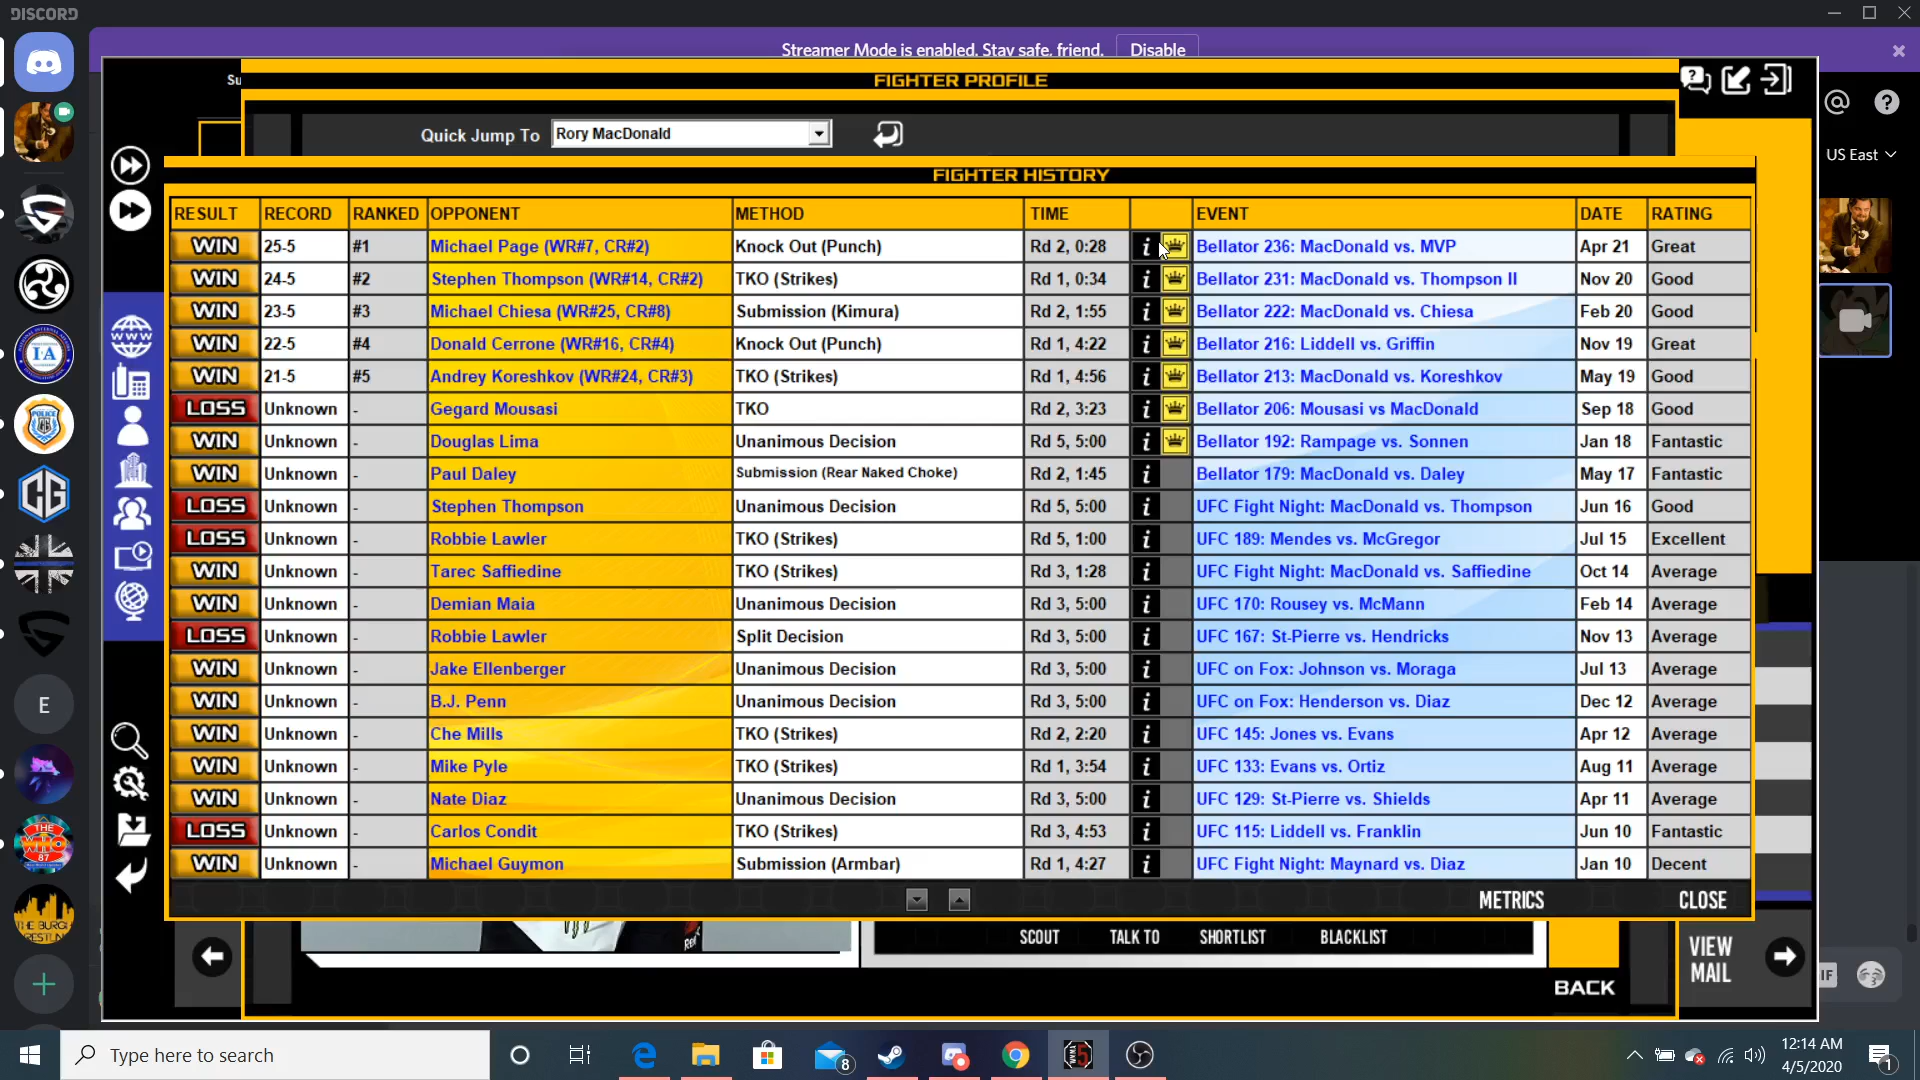 DISCORD
Streamer Mode is enabled. Stay safe, friend. Disable
Su
FIGHTER PROFILE
Quick Jump To Rory MacDonald
US East
FIGHTER HISTORY
RESULT RECORD RANKED OPPONENT METHOD TIME EVENT DATE RATING
WIN 25-5 #1 Michael Page (WR#7, CR#2) Knock Out (Punch) Rd 2, 0:28 i Bellator 236: MacDonald vs. MVP Apr 21 Great
WIN 24-5 #2 Stephen Thompson (WR#14, CR#2) TKO (Strikes) Rd 1, 0:34 i Bellator 231: MacDonald vs. Thompson II Nov 20 Good
WIN 23-5 #3 Michael Chiesa (WR#25, CR#8) Submission (Kimura) Rd 2, 1:55 i Bellator 222: MacDonald vs. Chiesa Feb 20 Good
WIN 22-5 #4 Donald Cerrone (WR#16, CR#4) Knock Out (Punch) Rd 1, 4:22 i Bellator 216: Liddell vs. Griffin Nov 19 Great
WIN 21-5 #5 Andrey Koreshkov (WR#24, CR#3) TKO (Strikes) Rd 1, 4:56 i Bellator 213: MacDonald vs. Koreshkov May 19 Good
LOSS Unknown - Gegard Mousasi TKO Rd 2, 3:23 i Bellator 206: Mousasi vs MacDonald Sep 18 Good
WIN Unknown - Douglas Lima Unanimous Decision Rd 5, 5:00 i Bellator 192: Rampage vs. Sonnen Jan 18 Fantastic
WIN Unknown - Paul Daley Submission (Rear Naked Choke) Rd 2, 1:45 i Bellator 179: MacDonald vs. Daley May 17 Fantastic
LOSS Unknown - Stephen Thompson Unanimous Decision Rd 5, 5:00 i UFC Fight Night: MacDonald vs. Thompson Jun 16 Good
LOSS Unknown - Robbie Lawler TKO (Strikes) Rd 5, 1:00 i UFC 189: Mendes vs. McGregor Jul 15 Excellent
WIN Unknown - Tarec Saffiedine TKO (Strikes) Rd 3, 1:28 i UFC Fight Night: MacDonald vs. Saffiedine Oct 14 Average
WIN Unknown - Demian Maia Unanimous Decision Rd 3, 5:00 i UFC 170: Rousey vs. McMann Feb 14 Average
LOSS Unknown - Robbie Lawler Split Decision Rd 3, 5:00 i UFC 167: St-Pierre vs. Hendricks Nov 13 Average
WIN Unknown - Jake Ellenberger Unanimous Decision Rd 3, 5:00 i UFC on Fox: Johnson vs. Moraga Jul 13 Average
WIN Unknown - B.J. Penn Unanimous Decision Rd 3, 5:00 i UFC on Fox: Henderson vs. Diaz Dec 12 Average
WIN Unknown - Che Mills TKO (Strikes) Rd 2, 2:20 i UFC 145: Jones vs. Evans Apr 12 Average
WIN Unknown - Mike Pyle TKO (Strikes) Rd 1, 3:54 i UFC 133: Evans vs. Ortiz Aug 11 Average
WIN Unknown - Nate Diaz Unanimous Decision Rd 3, 5:00 i UFC 129: St-Pierre vs. Shields Apr 11 Average
LOSS Unknown - Carlos Condit TKO (Strikes) Rd 3, 4:53 i UFC 115: Liddell vs. Franklin Jun 10 Fantastic
WIN Unknown - Michael Guymon Submission (Armbar) Rd 1, 4:27 i UFC Fight Night: Maynard vs. Diaz Jan 10 Decent
METRICS CLOSE
SCOUT TALK TO SHORTLIST BLACKLIST
VIEW
MAIL
BACK
WWW
IA
POLICE
CG
E
THE
WHO
87
THE BURGH
Type here to search
8
5
12:14 AM
4/5/2020
1